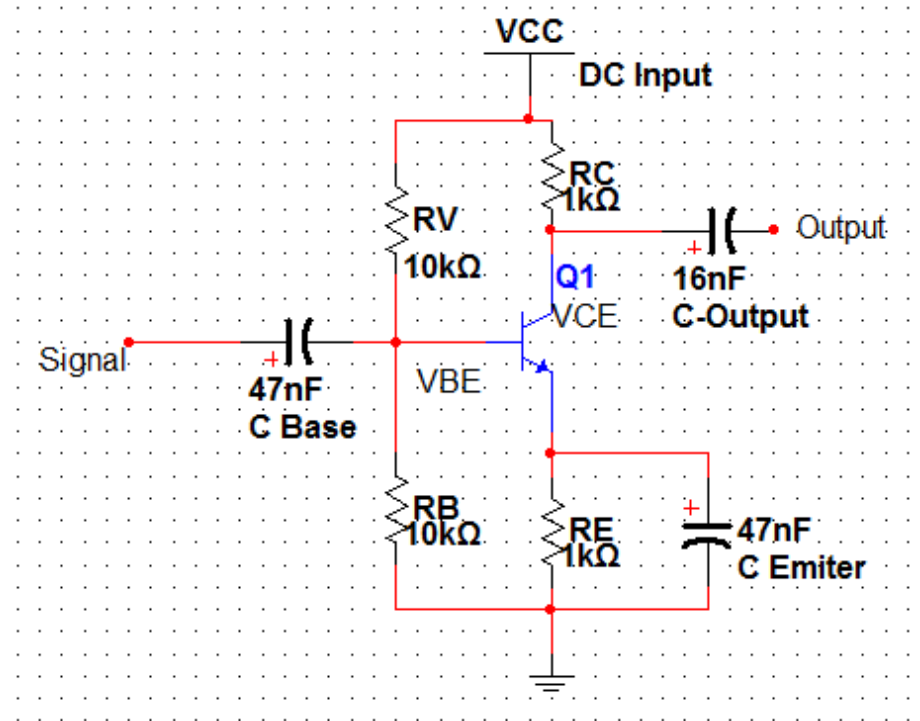 VCC
DC Input
RC
1kΩ
RV
10kΩ
Output
+
16nF
C-Output
Q1
VCE
Signal
+
47nF
C Base
VBE
RB
10kΩ
RE
1kΩ
+
47nF
C Emiter